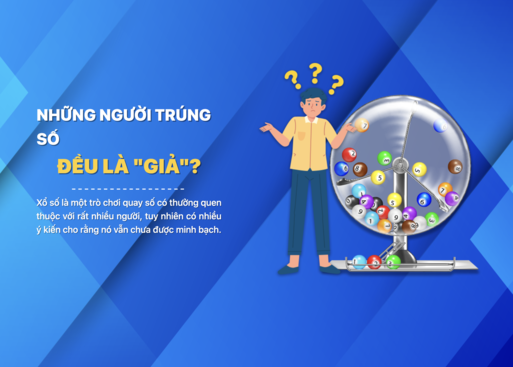 NHỮNG NGƯỜI TRÚNG
SỐ
ĐỀU LÀ "GIẢ"?
Xổ số là một trò chơi quay số có thưởng quen
thuộc với rất nhiều người, tuy nhiên có nhiều
ý kiến cho rằng nó vẫn chưa được minh bạch.